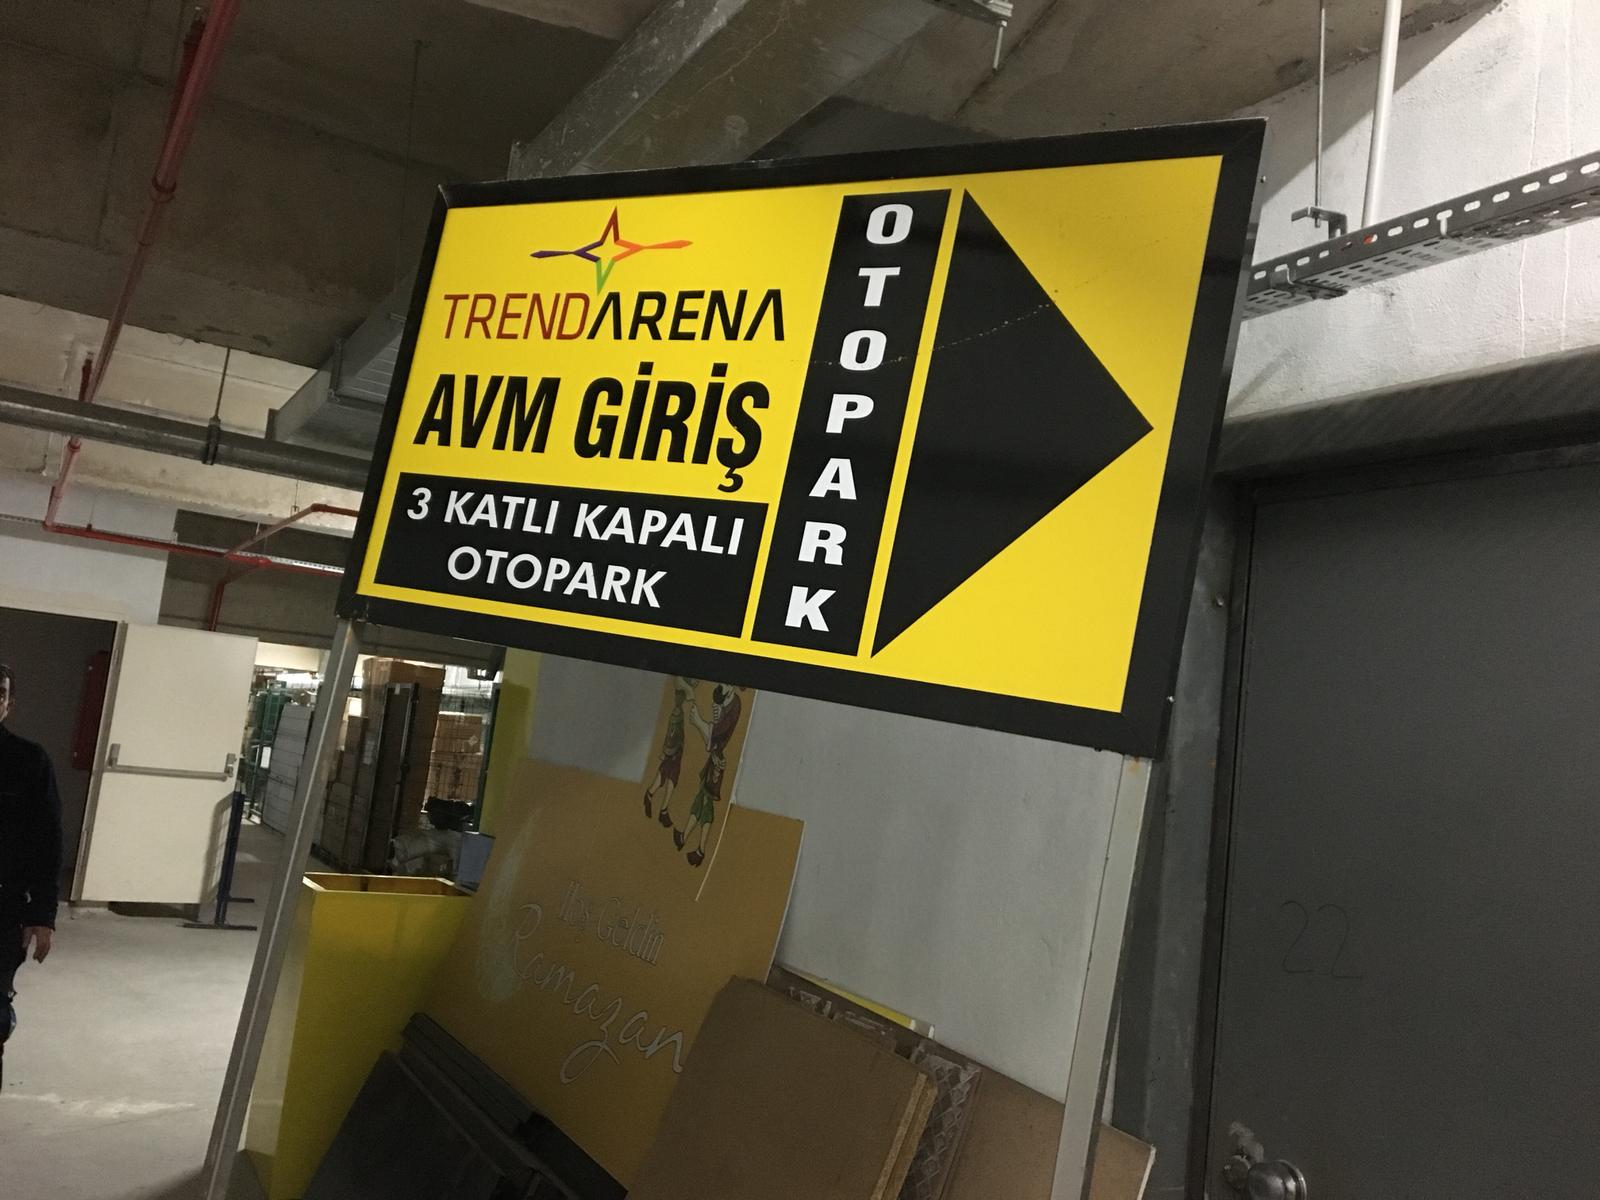 TRENDARENA
AVM GİRİŞ
3 KATLI KAPALI
OTOPARK
OTOPARK
Hoş Geldin
Ramazan
22